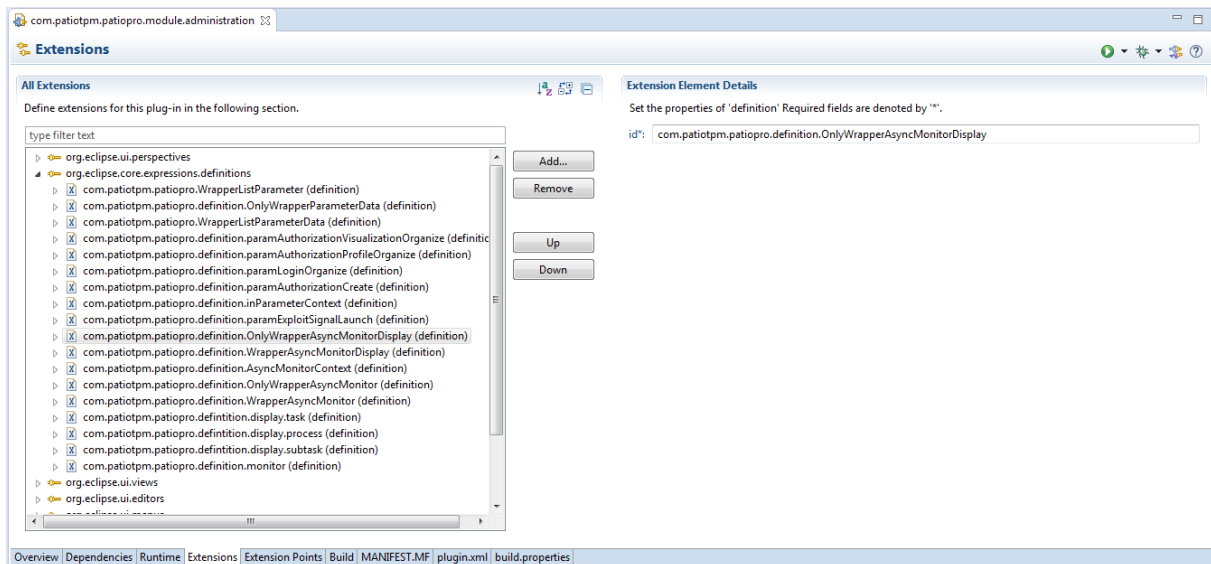 com.patiotpm.patiopro.module.administration
Extensions
All Extensions
Define extensions for this plug-in in the following section.
type filter text
org.eclipse.ui.perspectives
org.eclipse.core.expressions.definitions
com.patiotpm.patiopro.WrapperListParameter (definition)
com.patiotpm.patiopro.definition.OnlyWrapperParameterData (definition)
com.patiotpm.patiopro.WrapperListParameterData (definition)
com.patiotpm.patiopro.definition.paramAuthorizationVisualizationOrganize (definitic
com.patiotpm.patiopro.definition.paramAuthorizationProfileOrganize (definition)
com.patiotpm.patiopro.definition.paramLoginOrganize (definition)
com.patiotpm.patiopro.definition.paramAuthorizationCreate (definition)
com.patiotpm.patiopro.definition.inParameterContext (definition)
com.patiotpm.patiopro.definition.paramExploitSignalLaunch (definition)
com.patiotpm.patiopro.definition.OnlyWrapperAsyncMonitorDisplay (definition)
com.patiotpm.patiopro.definition.WrapperAsyncMonitorDisplay (definition)
com.patiotpm.patiopro.definition.AsyncMonitorContext (definition)
com.patiotpm.patiopro.definition.OnlyWrapperAsyncMonitor (definition)
com.patiotpm.patiopro.definition.WrapperAsyncMonitor (definition)
com.patiotpm.patiopro.defintition.display.task (definition)
com.patiotpm.patiopro.defintition.display.process (definition)
com.patiotpm.patiopro.defintition.display.subtask (definition)
com.patiotpm.patiopro.definition.monitor (definition)
org.eclipse.ui.views
org.eclipse.ui.editors
Add...
Remove
Up
Down
Extension Element Details
Set the properties of 'definition' Required fields are denoted by '*'.
id*: com.patiotpm.patiopro.definition.OnlyWrapperAsyncMonitorDisplay
Overview Dependencies Runtime Extensions Extension Points Build MANIFEST.MF plugin.xml build.properties